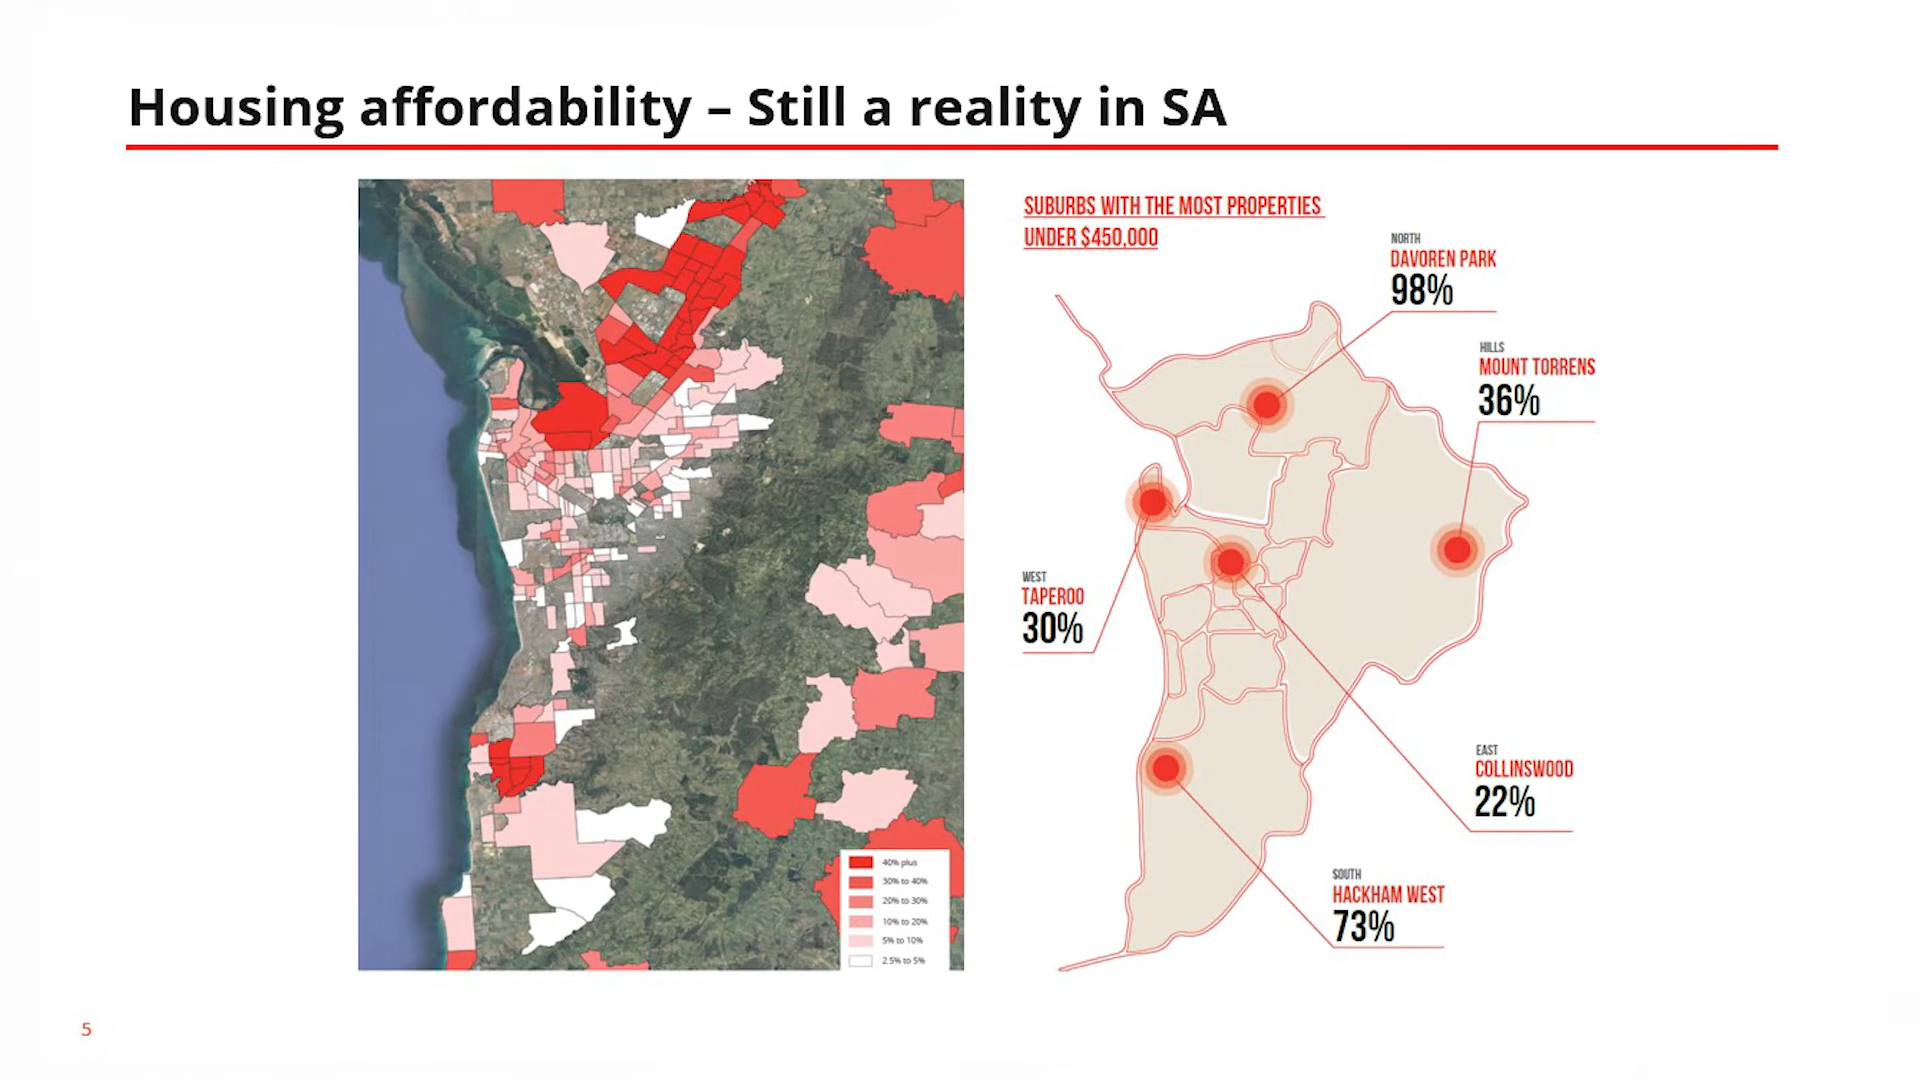 Housing affordability – Still a reality in SA
40% plus
30% to 40%
20% to 30%
10% to 20%
5% to 10%
2.5% to 5%
SUBURBS WITH THE MOST PROPERTIES
UNDER $450,000
NORTH
DAVOREN PARK
98%
HILLS
MOUNT TORRENS
36%
WEST
TAPEROO
30%
EAST
COLLINSWOOD
22%
SOUTH
HACKHAM WEST
73%
5